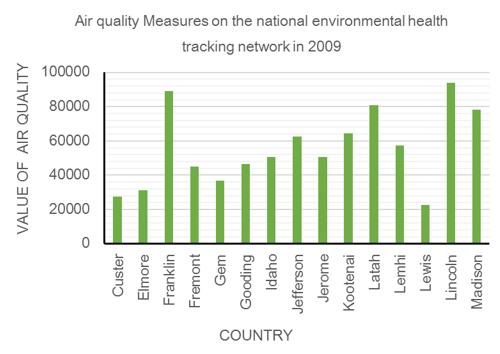 Air quality Measures on the national environmental health
tracking network in 2009
VALUE OF AIR QUALITY
100000
80000
60000
40000
20000
0
Custer
Elmore
Franklin
Fremont
Gem
Gooding
Idaho
Jefferson
Jerome
Kootenai
Latah
Lemhi
Lewis
Lincoln
Madison
COUNTRY